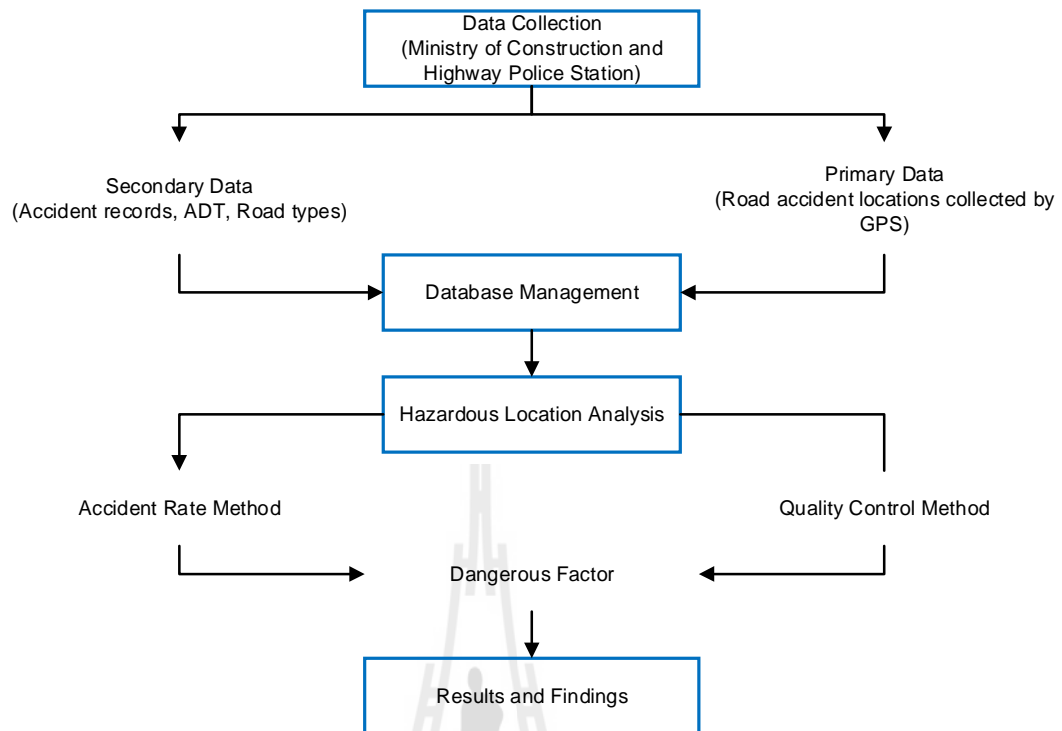 Data Collection
(Ministry of Construction and
Highway Police Station)
Secondary Data
(Accident records, ADT, Road types)
Primary Data
(Road accident locations collected by
GPS)
Database Management
Hazardous Location Analysis
Accident Rate Method
Quality Control Method
Dangerous Factor
Results and Findings